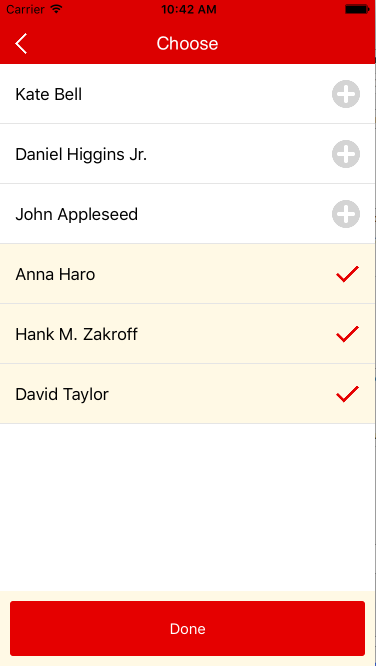 Carrier 10:42 AM
Choose
Kate Bell
Daniel Higgins Jr.
John Appleseed
Anna Haro
Hank M. Zakroff
David Taylor
Done